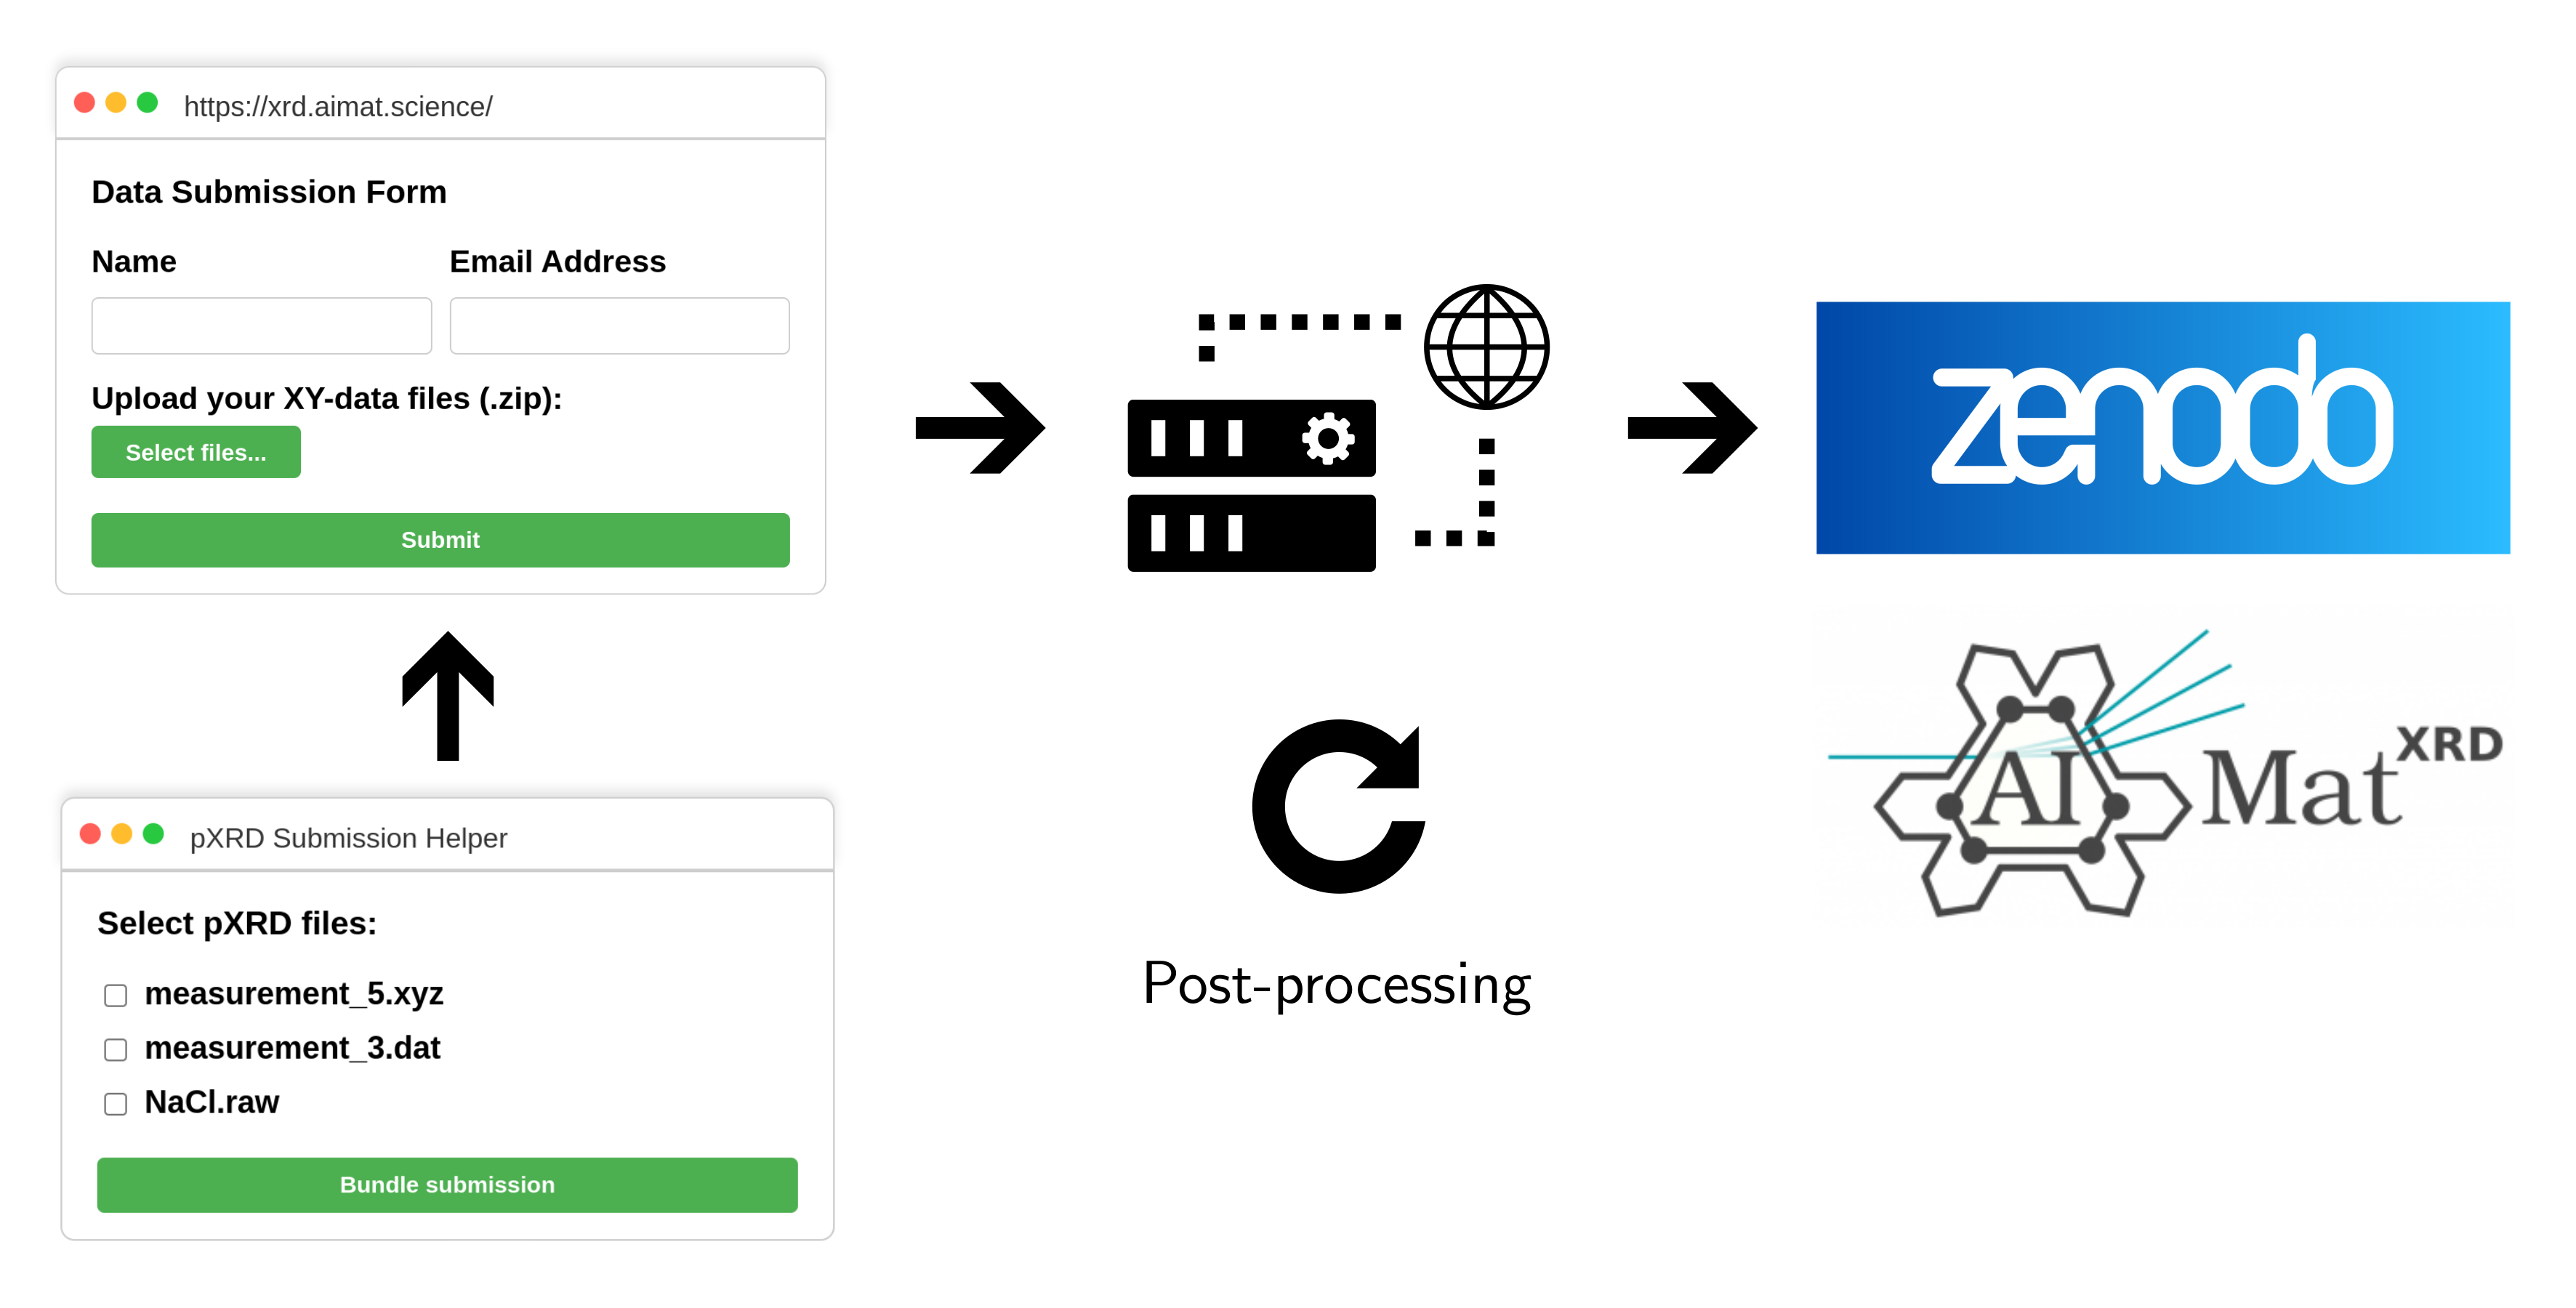 https://xrd.aimat.science/
Data Submission Form
Name Email Address
Upload your XY-data files (.zip):
Select files...
Submit
pXRD Submission Helper
Select pXRD files:
measurement_5.xyz
measurement_3.dat
NaCl.raw
Bundle submission
Post-processing
zenodo
AI Mat XRD